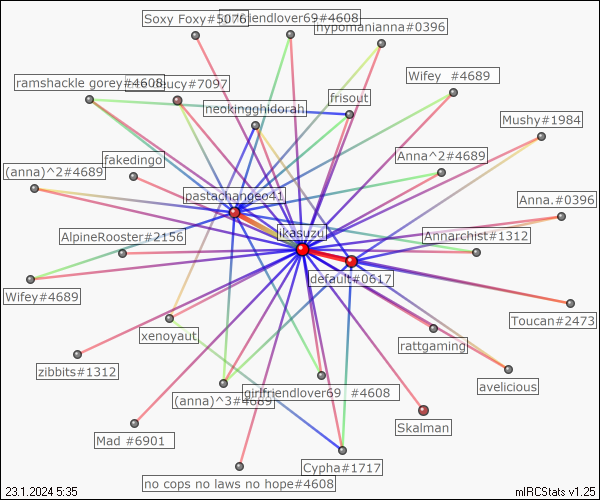 Soxy Foxy#5076
girlfriendlover69#4608
hypomanianna#0396
ramshackle gorey#4608
eucy#7097
Wifey  #4689
neokingghidorah
frisout
Mushy#1984
fakedingo
Anna^2#4689
(anna)^2#4689
pastachangeo41
Anna.#0396
AlpineRooster#2156
ikasuzu
Annarchist#1312
default#0617
Wifey#4689
Toucan#2473
xenoyaut
rattgaming
zibbits#1312
avelicious
(anna)^3#4689
girlfriendlover69  #4608
Skalman
Mad #6901
Cypha#1717
no cops no laws no hope#4608
23.1.2024 5:35
mIRCStats v1.25